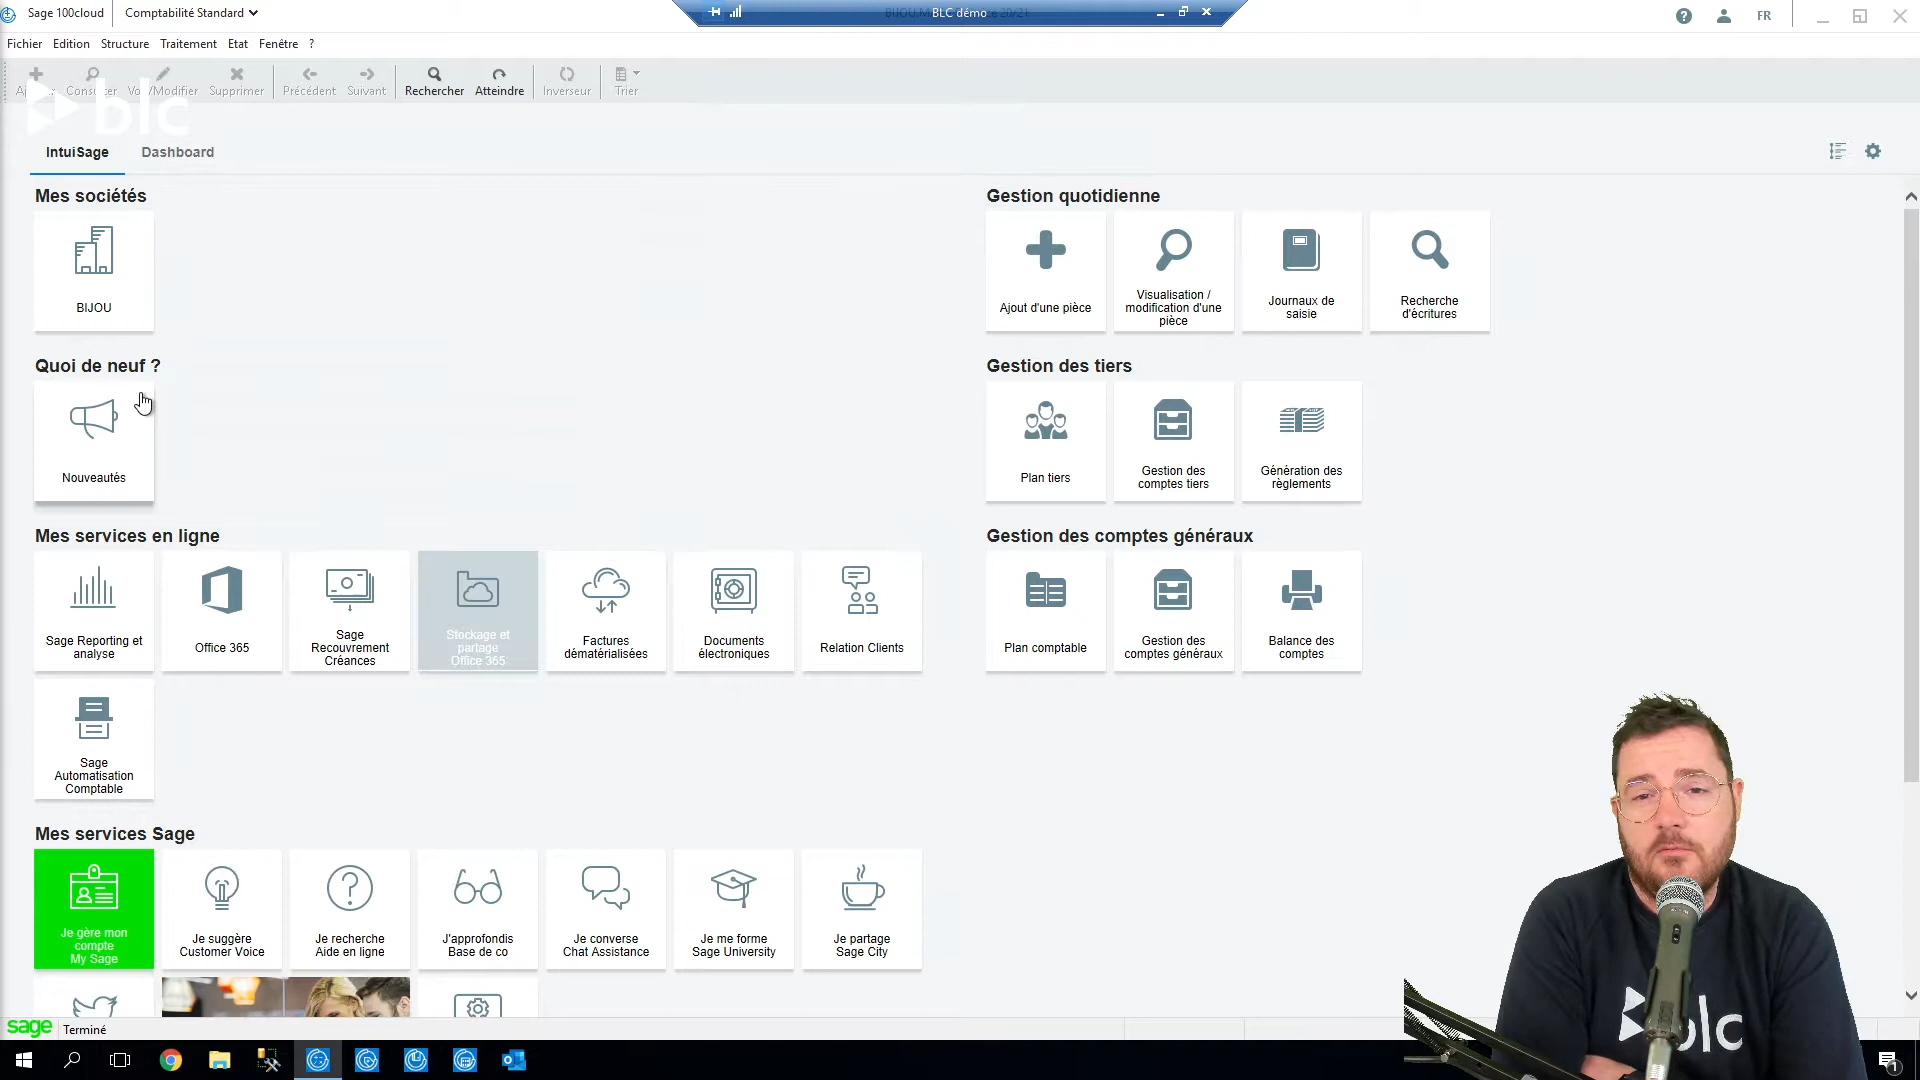 Sage 100cloud
Comptabilité Standard
BLC démo
FR
Fichier
Edition
Structure
Traitement
Etat
Fenêtre
?
Consulter
Voir/Modifier
Supprimer
Précédent
Suivant
Rechercher
Atteindre
Inverseur
Trier
blc
IntuiSage
Dashboard
Mes sociétés
BIJOU
Quoi de neuf ?
Nouveautés
Mes services en ligne
Sage Reporting et
analyse
Office 365
Sage
Recouvrement
Créances
Stockage et
partage
Office 365
Factures
dématérialisées
Documents
électroniques
Relation Clients
Sage
Automatisation
Comptable
Mes services Sage
Je gère mon
compte
My Sage
Je suggère
Customer Voice
Je recherche
Aide en ligne
J'approfondis
Base de co
Je converse
Chat Assistance
Je me forme
Sage University
Je partage
Sage City
Gestion quotidienne
Ajout d'une pièce
Visualisation /
modification d'une
pièce
Journaux de
saisie
Recherche
d'écritures
Gestion des tiers
Plan tiers
Gestion des
comptes tiers
Génération des
règlements
Gestion des comptes généraux
Plan comptable
Gestion des
comptes généraux
Balance des
comptes
blc
sage
Terminé
1